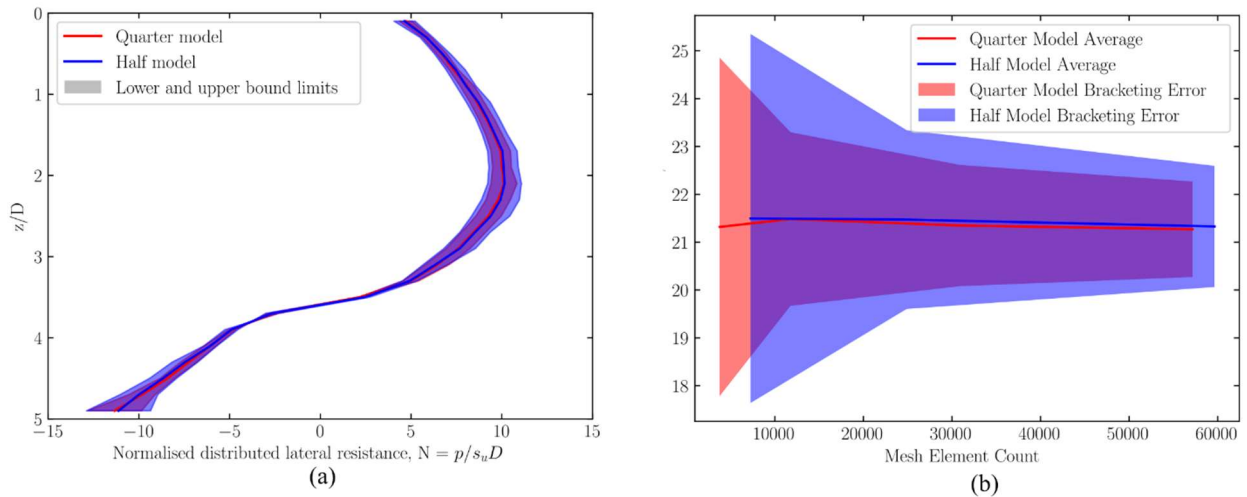 Quarter model
Half model
Lower and upper bound limits
0
1
2
3
4
5
z/D
−15
−10
−5
0
5
10
15
Normalised distributed lateral resistance, N = p/s_uD
(a)
Quarter Model Average
Half Model Average
Quarter Model Bracketing Error
Half Model Bracketing Error
25
24
23
22
21
20
19
18
10000
20000
30000
40000
50000
60000
Mesh Element Count
(b)